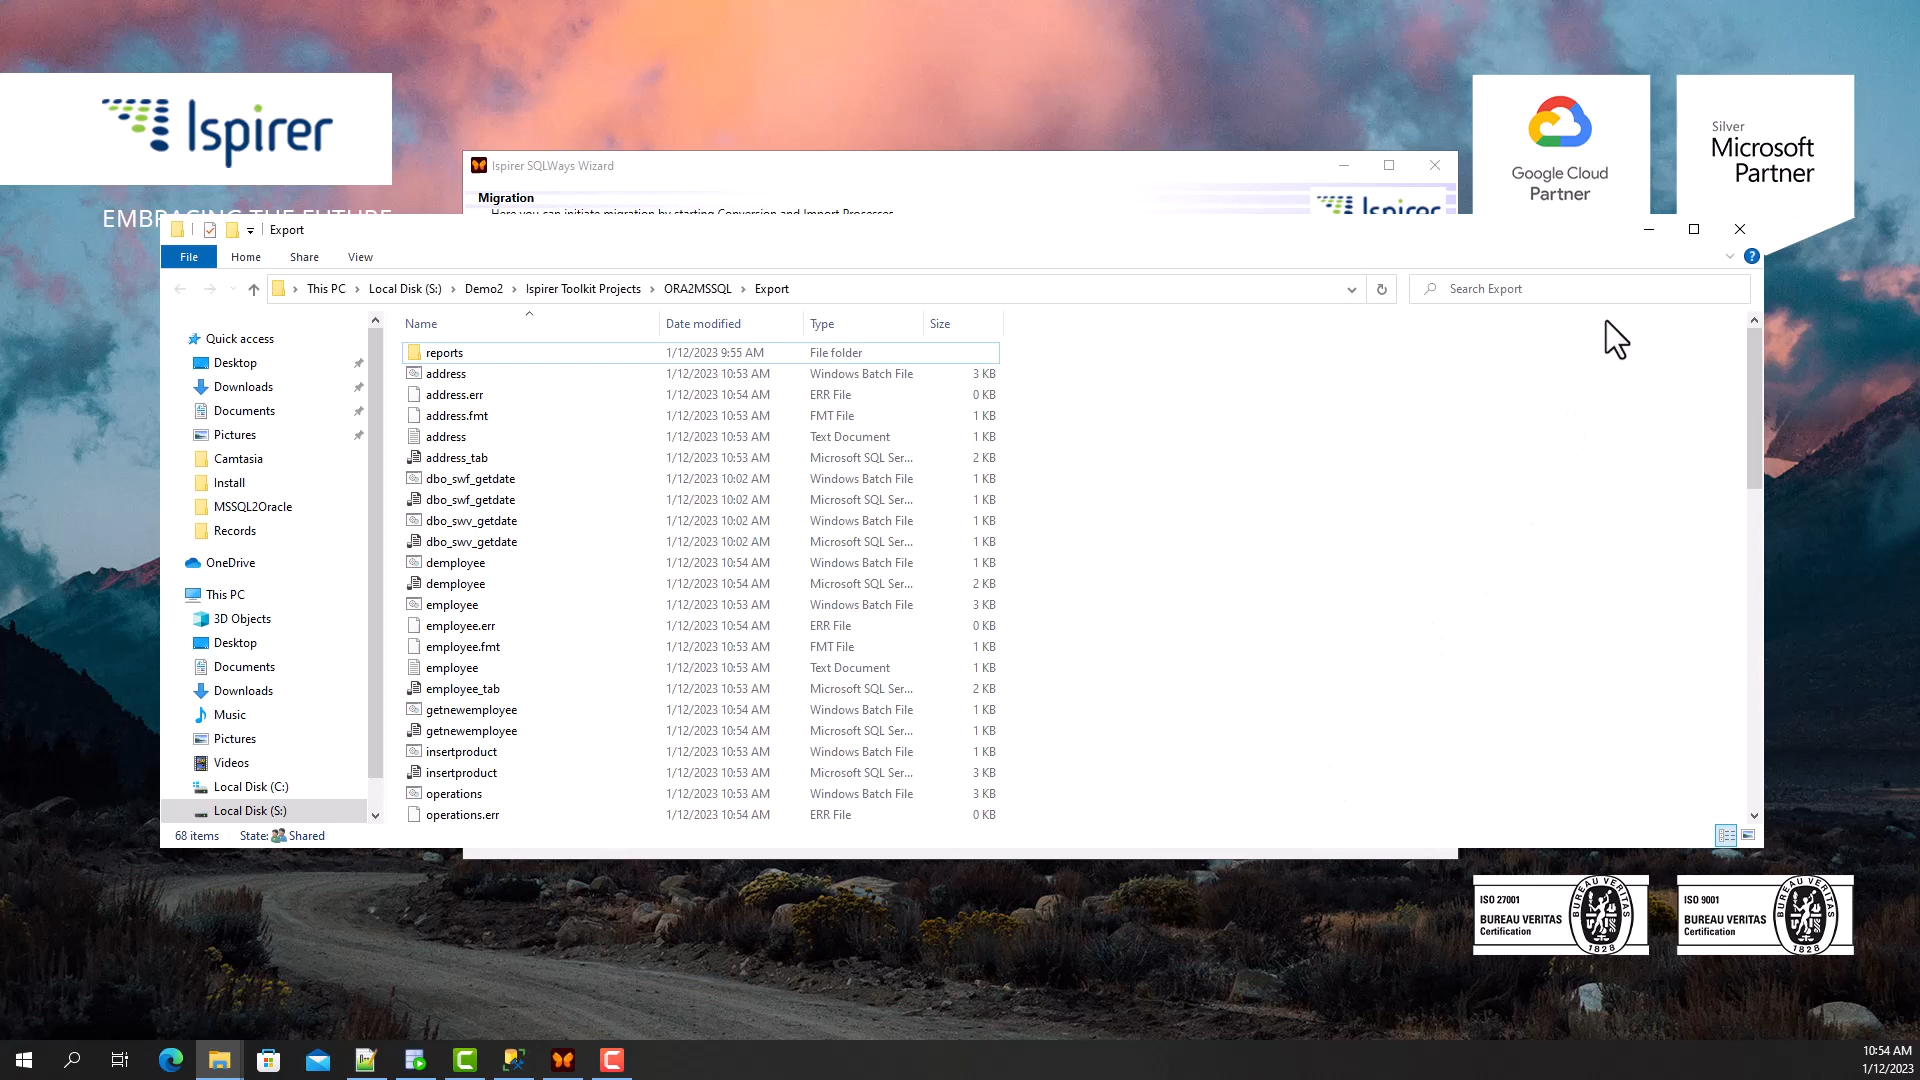 Ispirer
EMBRACING THE FUTURE
Google Cloud
Partner
Silver
Microsoft
Partner
Ispirer SQLWays Wizard
Migration
Here you can initiate migration by starting Conversion and Import Processes
Ispirer
Export
File Home Share View
This PC > Local Disk (S:) > Demo2 > Ispirer Toolkit Projects > ORA2MSSQL > Export
Search Export
Quick access
Desktop
Downloads
Documents
Pictures
Camtasia
Install
MSSQL2Oracle
Records
OneDrive
This PC
3D Objects
Desktop
Documents
Downloads
Music
Pictures
Videos
Local Disk (C:)
Local Disk (S:)
Name Date modified Type Size
reports 1/12/2023 9:55 AM File folder
address 1/12/2023 10:53 AM Windows Batch File 3 KB
address.err 1/12/2023 10:54 AM ERR File 0 KB
address.fmt 1/12/2023 10:53 AM FMT File 1 KB
address 1/12/2023 10:53 AM Text Document 1 KB
address_tab 1/12/2023 10:53 AM Microsoft SQL Ser... 2 KB
dbo_swf_getdate 1/12/2023 10:02 AM Windows Batch File 1 KB
dbo_swf_getdate 1/12/2023 10:02 AM Microsoft SQL Ser... 1 KB
dbo_swv_getdate 1/12/2023 10:02 AM Windows Batch File 1 KB
dbo_swv_getdate 1/12/2023 10:02 AM Microsoft SQL Ser... 1 KB
demployee 1/12/2023 10:54 AM Windows Batch File 1 KB
demployee 1/12/2023 10:54 AM Microsoft SQL Ser... 2 KB
employee 1/12/2023 10:53 AM Windows Batch File 3 KB
employee.err 1/12/2023 10:54 AM ERR File 0 KB
employee.fmt 1/12/2023 10:53 AM FMT File 1 KB
employee 1/12/2023 10:53 AM Text Document 1 KB
employee_tab 1/12/2023 10:53 AM Microsoft SQL Ser... 2 KB
getnewemployee 1/12/2023 10:54 AM Windows Batch File 1 KB
getnewemployee 1/12/2023 10:54 AM Microsoft SQL Ser... 1 KB
insertproduct 1/12/2023 10:53 AM Windows Batch File 1 KB
insertproduct 1/12/2023 10:53 AM Microsoft SQL Ser... 3 KB
operations 1/12/2023 10:53 AM Windows Batch File 3 KB
operations.err 1/12/2023 10:54 AM ERR File 0 KB
68 items State: Shared
ISO 27001
BUREAU VERITAS
Certification
BUREAU VERITAS
1828
ISO 9001
BUREAU VERITAS
Certification
BUREAU VERITAS
1828
10:54 AM
1/12/2023